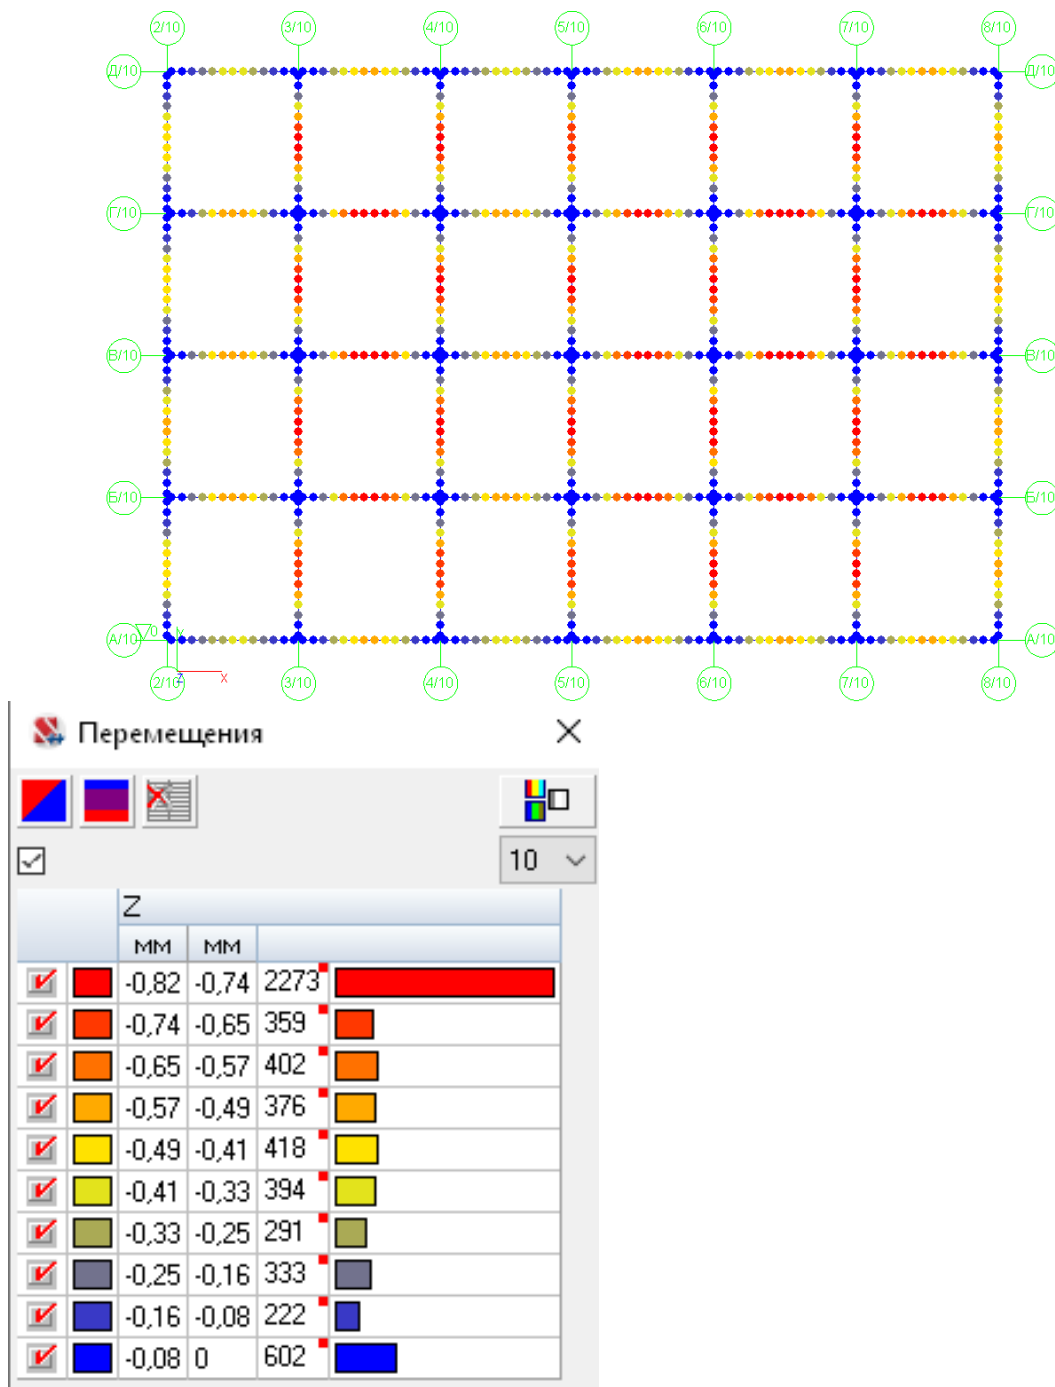 2/10 3/10 4/10 5/10 6/10 7/10 8/10
Д/10 Д/10
Г/10 Г/10
В/10 В/10
Б/10 Б/10
А/10 0 Y А/10
Z X
2/10 3/10 4/10 5/10 6/10 7/10 8/10
Перемещения
10
Z
мм мм
-0,82 -0,74 2273
-0,74 -0,65 359
-0,65 -0,57 402
-0,57 -0,49 376
-0,49 -0,41 418
-0,41 -0,33 394
-0,33 -0,25 291
-0,25 -0,16 333
-0,16 -0,08 222
-0,08 0 602